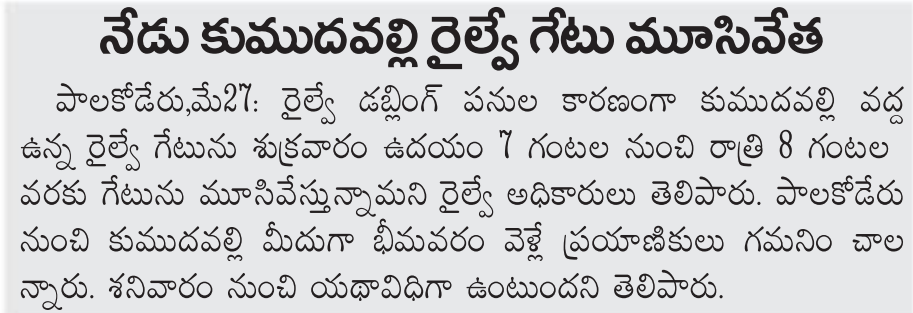 నేడు కుముదవల్లి రైల్వే గేటు మూసివేత
పాలకోడేరు,మే27: రైల్వే డబ్లింగ్ పనుల కారణంగా కుముదవల్లి వద్ద
ఉన్న రైల్వే గేటును శుక్రవారం ఉదయం 7 గంటల నుంచి రాత్రి 8 గంటల
వరకు గేటును మూసివేస్తున్నామని రైల్వే అధికారులు తెలిపారు. పాలకోడేరు
నుంచి కుముదవల్లి మీదుగా భీమవరం వెళ్లే ప్రయాణికులు గమనిం చాల
న్నారు. శనివారం నుంచి యథావిధిగా ఉంటుందని తెలిపారు.